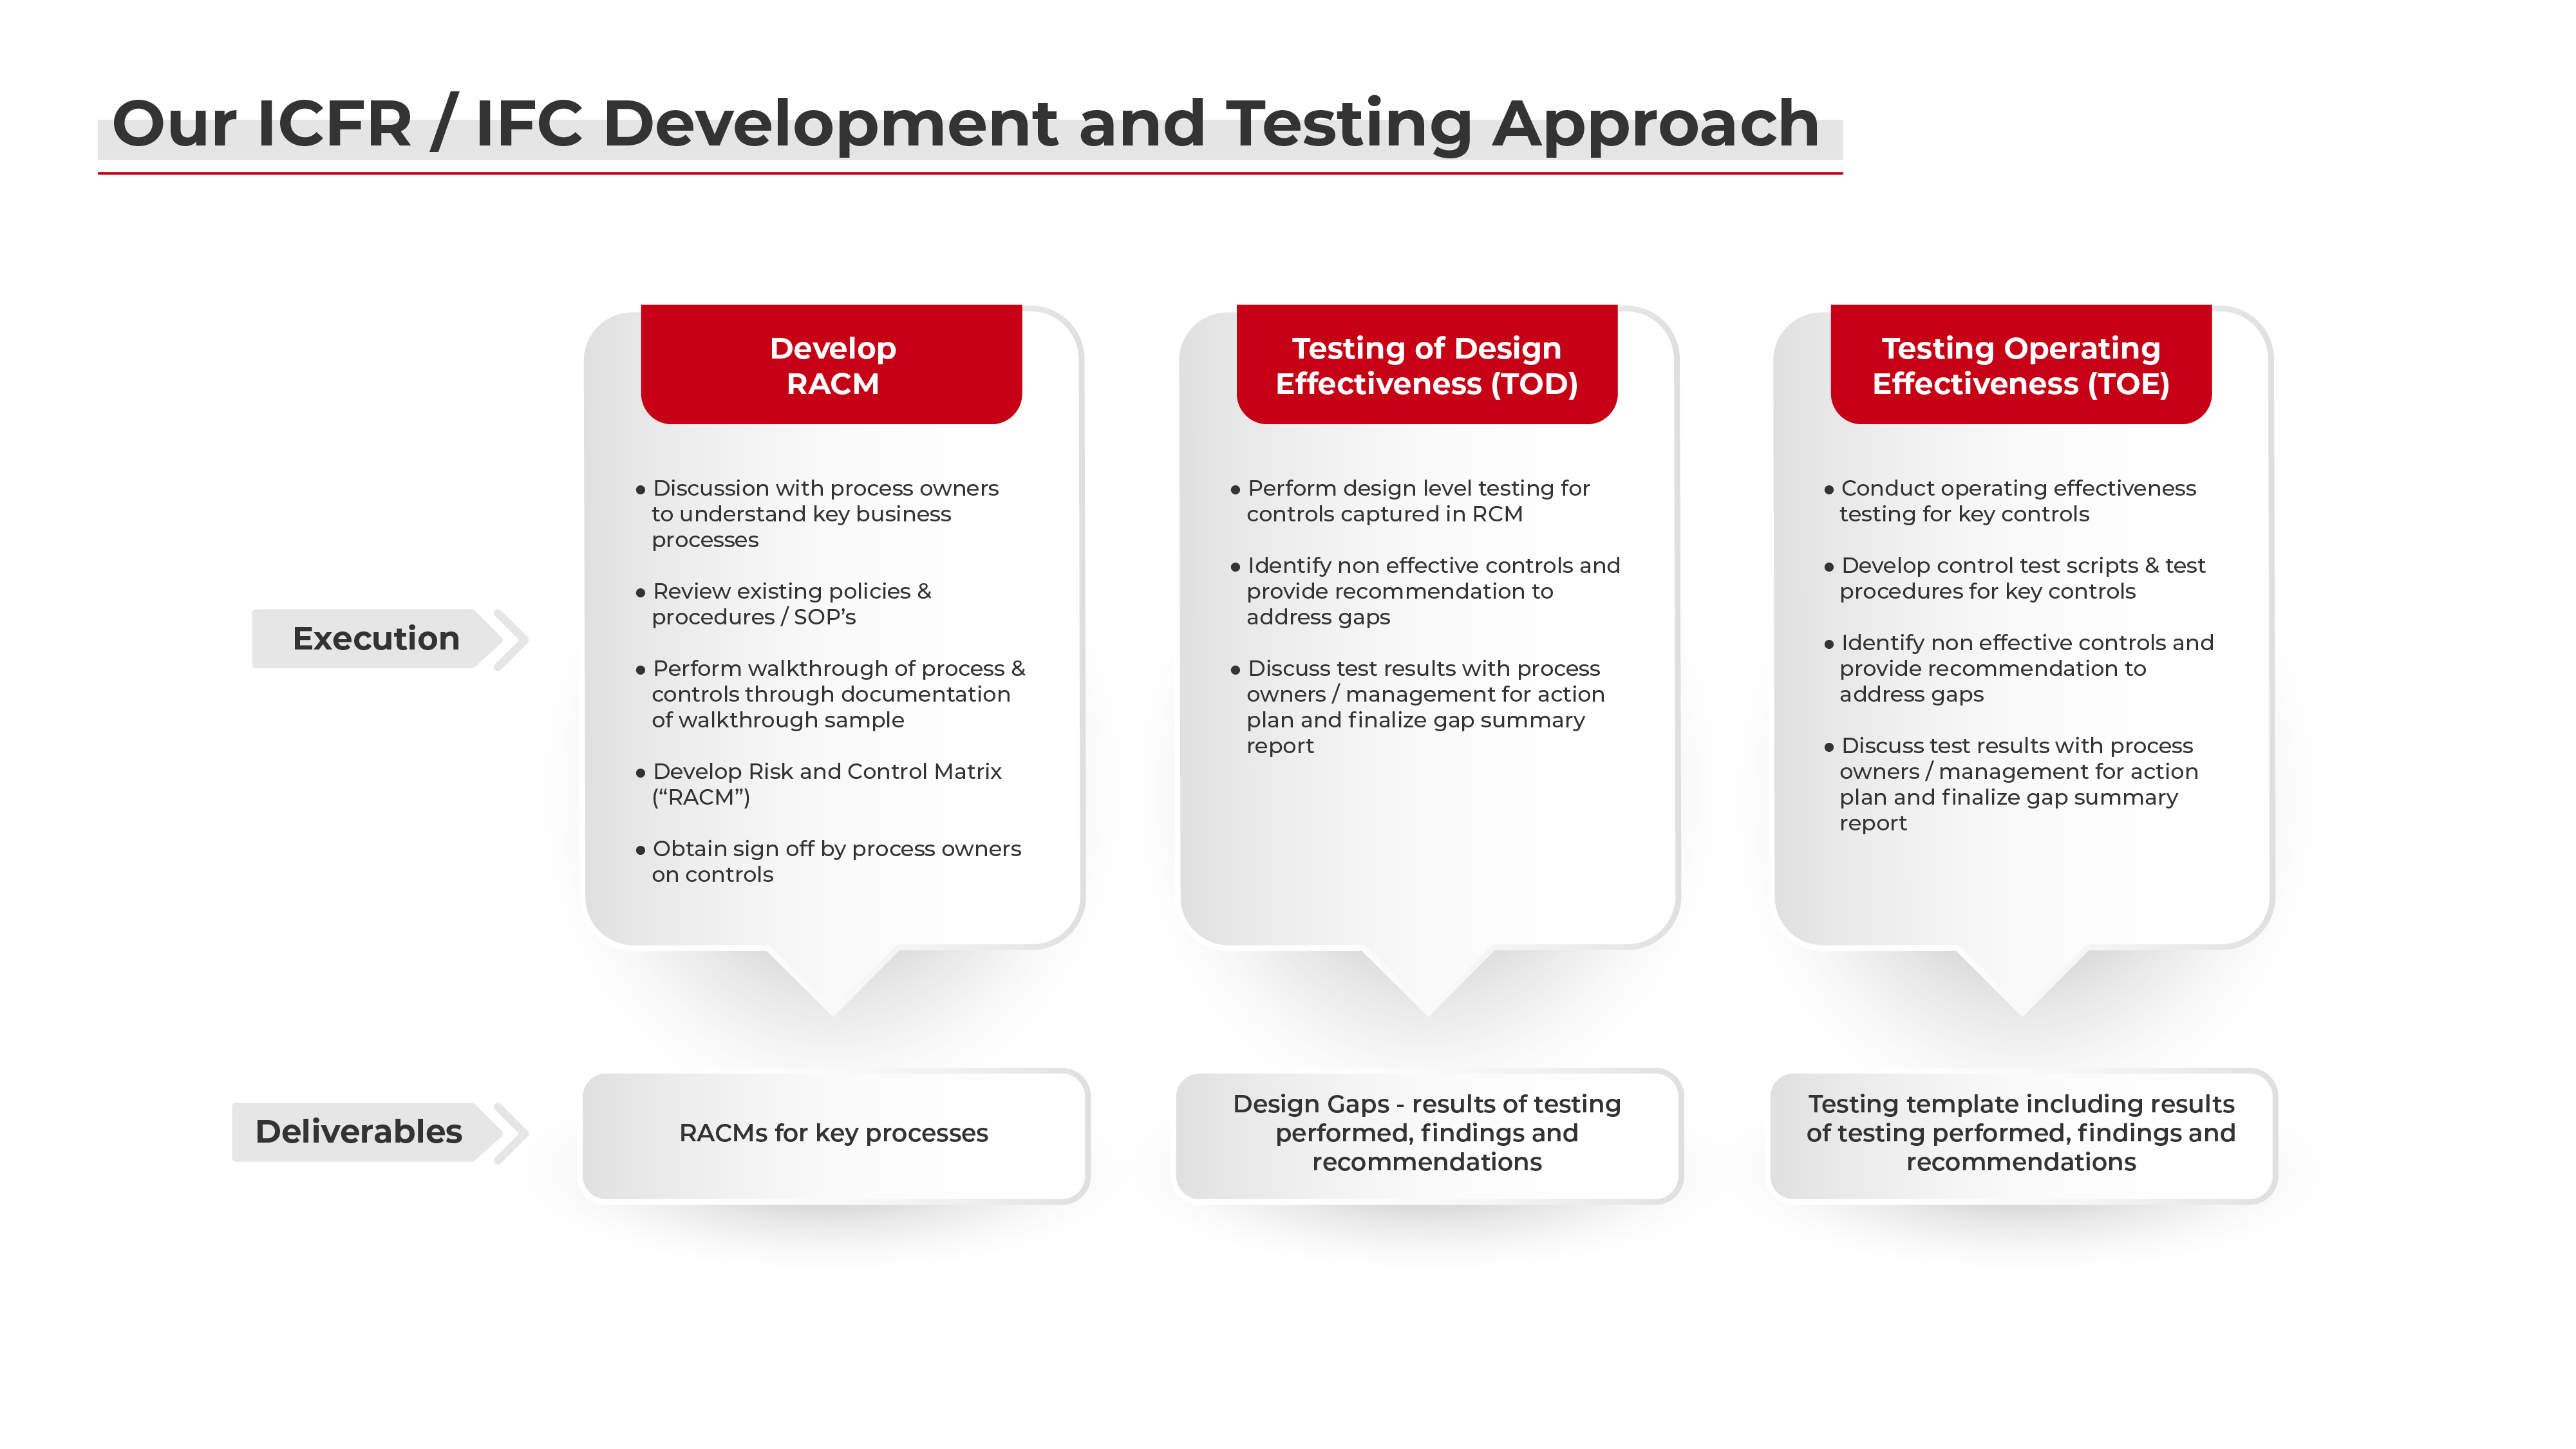 Our ICFR / IFC Development and Testing Approach
Execution
Develop
RACM
● Discussion with process owners
to understand key business
processes
● Review existing policies &
procedures / SOP’s
● Perform walkthrough of process &
controls through documentation
of walkthrough sample
● Develop Risk and Control Matrix
(“RACM”)
● Obtain sign off by process owners
on controls
Testing of Design
Effectiveness (TOD)
● Perform design level testing for
controls captured in RCM
● Identify non effective controls and
provide recommendation to
address gaps
● Discuss test results with process
owners / management for action
plan and finalize gap summary
report
Testing Operating
Effectiveness (TOE)
● Conduct operating effectiveness
testing for key controls
● Develop control test scripts & test
procedures for key controls
● Identify non effective controls and
provide recommendation to
address gaps
● Discuss test results with process
owners / management for action
plan and finalize gap summary
report
Deliverables
RACMs for key processes
Design Gaps - results of testing
performed, findings and
recommendations
Testing template including results
of testing performed, findings and
recommendations